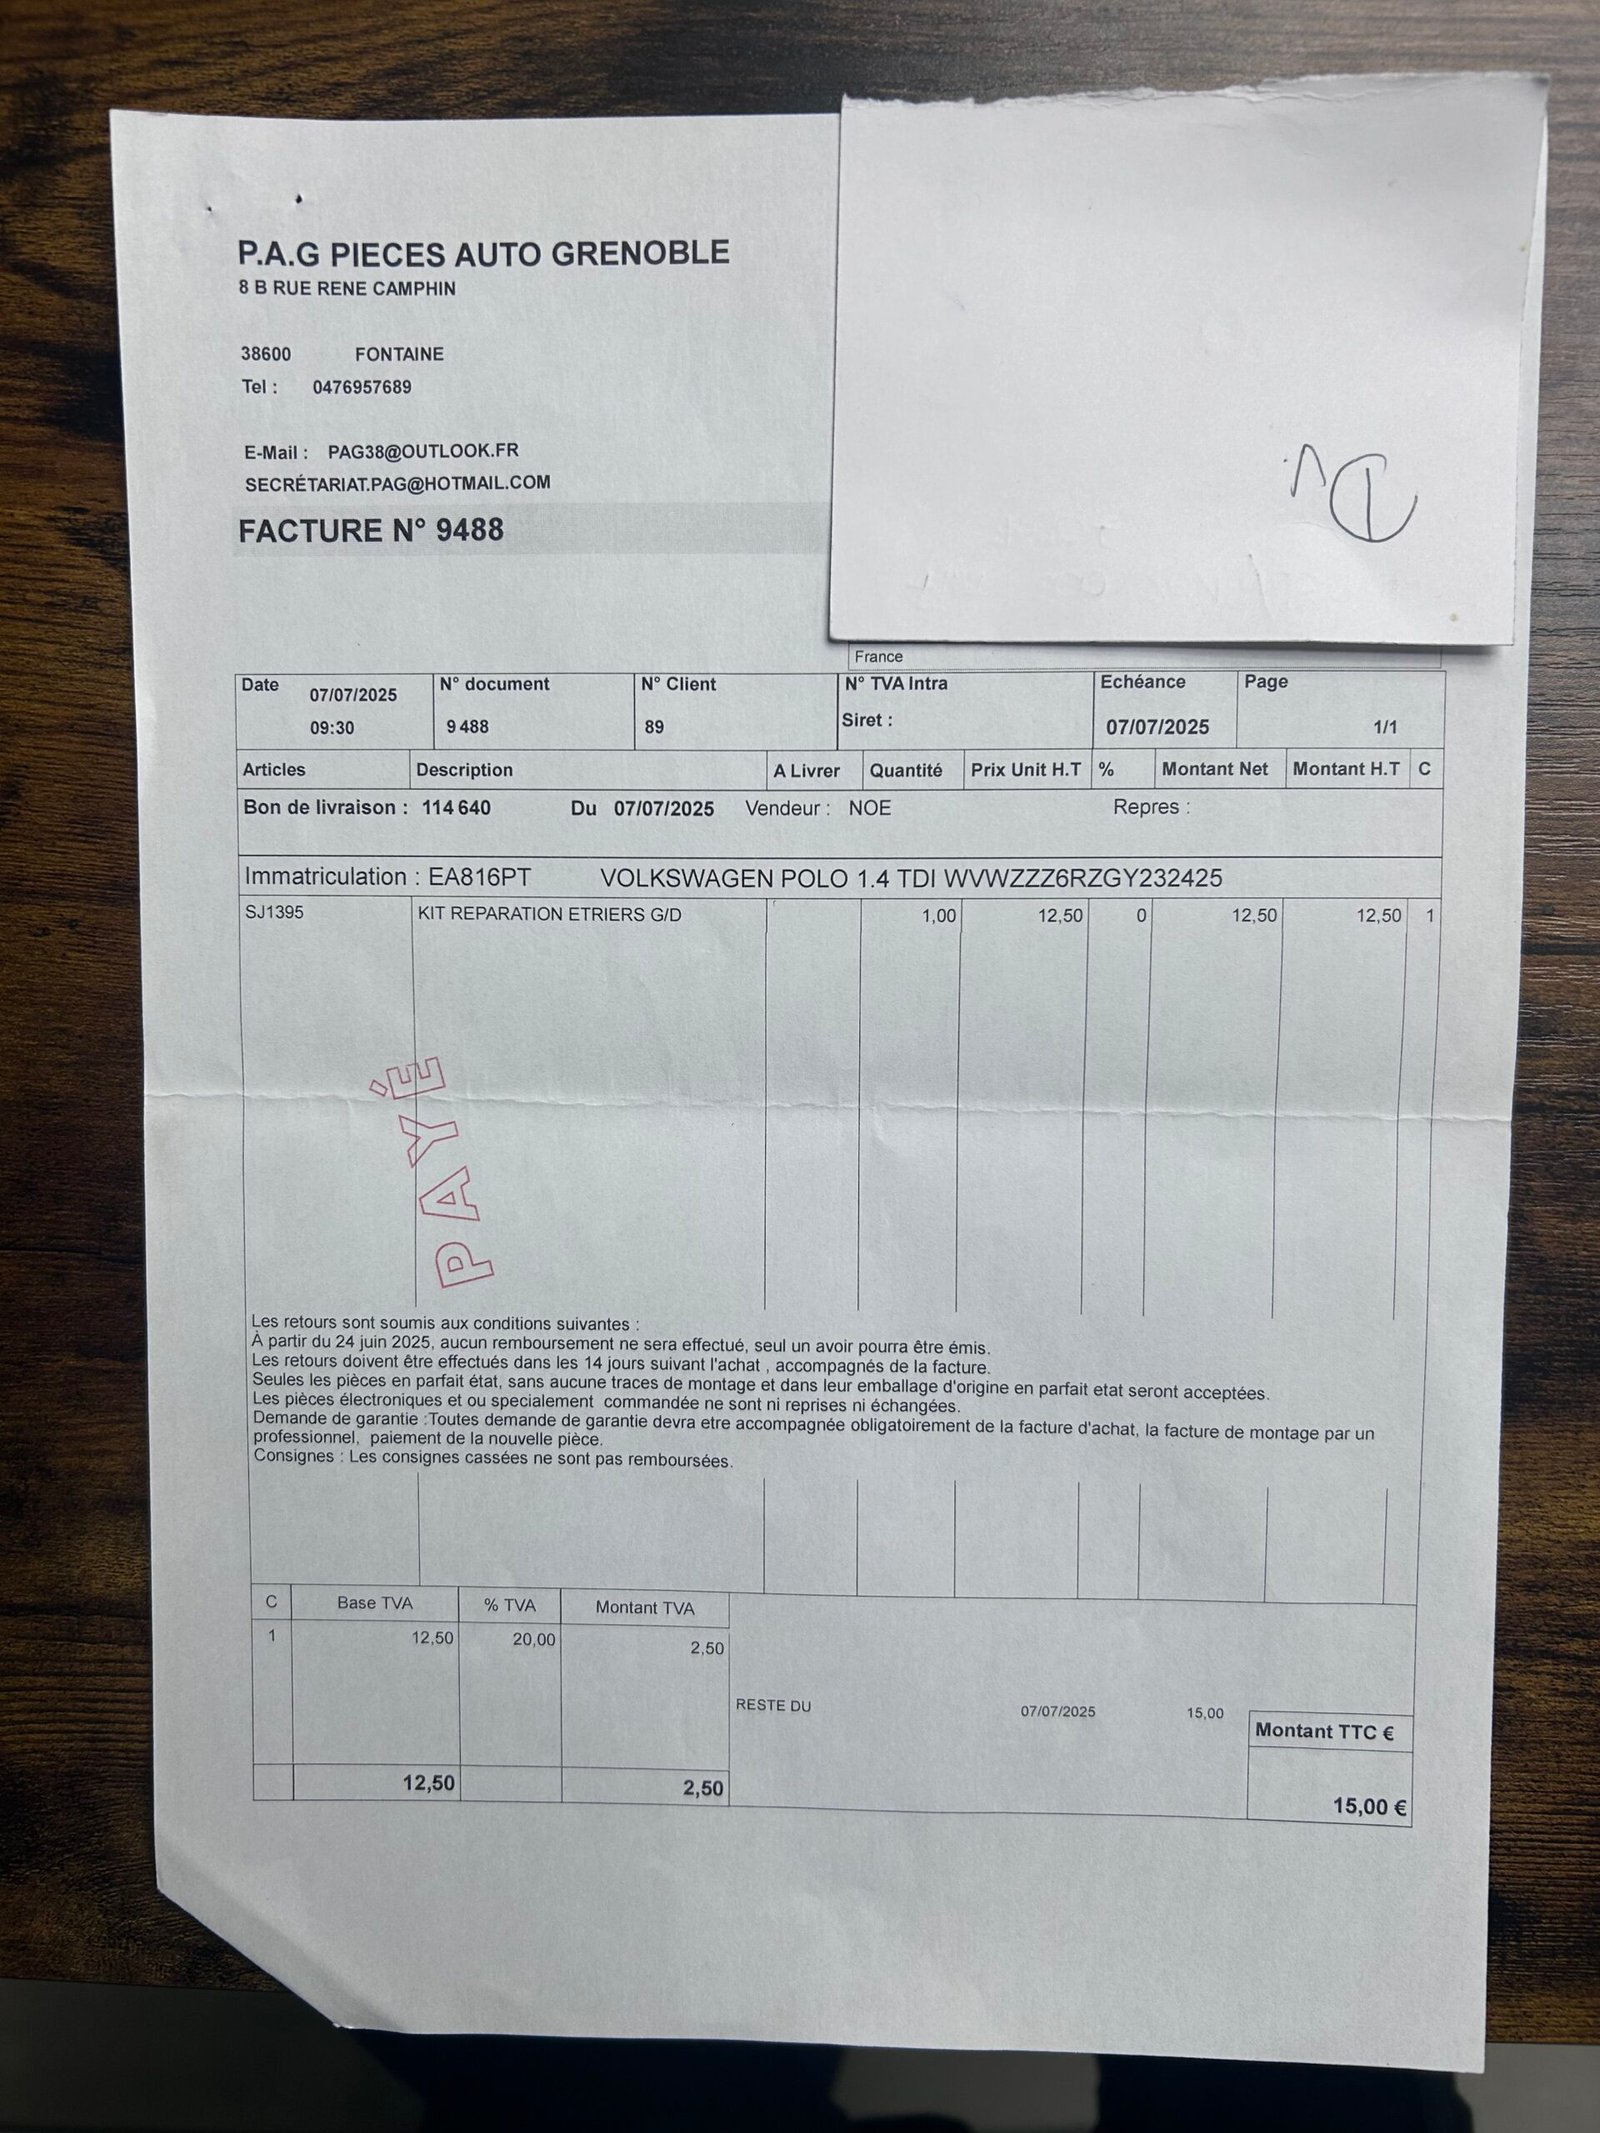 P.A.G PIECES AUTO GRENOBLE
8 B RUE RENE CAMPHIN
38600 FONTAINE
Tel : 0476957689
E-Mail : PAG38@OUTLOOK.FR
SECRÉTARIAT.PAG@HOTMAIL.COM
FACTURE N° 9488
France
Date 07/07/2025 N° document N° Client N° TVA Intra Echéance Page
09:30 9 488 89 Siret : 07/07/2025 1/1
Articles Description A Livrer Quantité Prix Unit H.T % Montant Net Montant H.T C
Bon de livraison : 114 640 Du 07/07/2025 Vendeur : NOE Repres :
Immatriculation : EA816PT VOLKSWAGEN POLO 1.4 TDI WVWZZZ6RZGY232425
SJ1395 KIT REPARATION ETRIERS G/D 1,00 12,50 0 12,50 12,50 1
PAYÉ
Les retours sont soumis aux conditions suivantes :
À partir du 24 juin 2025, aucun remboursement ne sera effectué, seul un avoir pourra être émis.
Les retours doivent être effectués dans les 14 jours suivant l'achat , accompagnés de la facture.
Seules les pièces en parfait état, sans aucune traces de montage et dans leur emballage d'origine en parfait etat seront acceptées.
Les pièces électroniques et ou specialement commandée ne sont ni reprises ni échangées.
Demande de garantie :Toutes demande de garantie devra etre accompagnée obligatoirement de la facture d'achat, la facture de montage par un
professionnel, paiement de la nouvelle pièce.
Consignes : Les consignes cassées ne sont pas remboursées.
C Base TVA % TVA Montant TVA
1 12,50 20,00 2,50
RESTE DU 07/07/2025 15,00
Montant TTC €
12,50 2,50
15,00 €